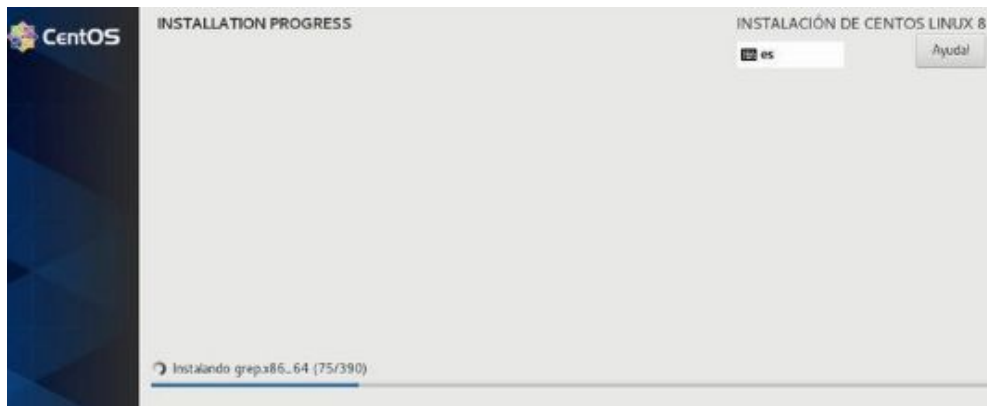 CentOS
INSTALLATION PROGRESS
INSTALACIÓN DE CENTOS LINUX 8
es
Ayuda!
Instalando grep.x86_64 (75/390)